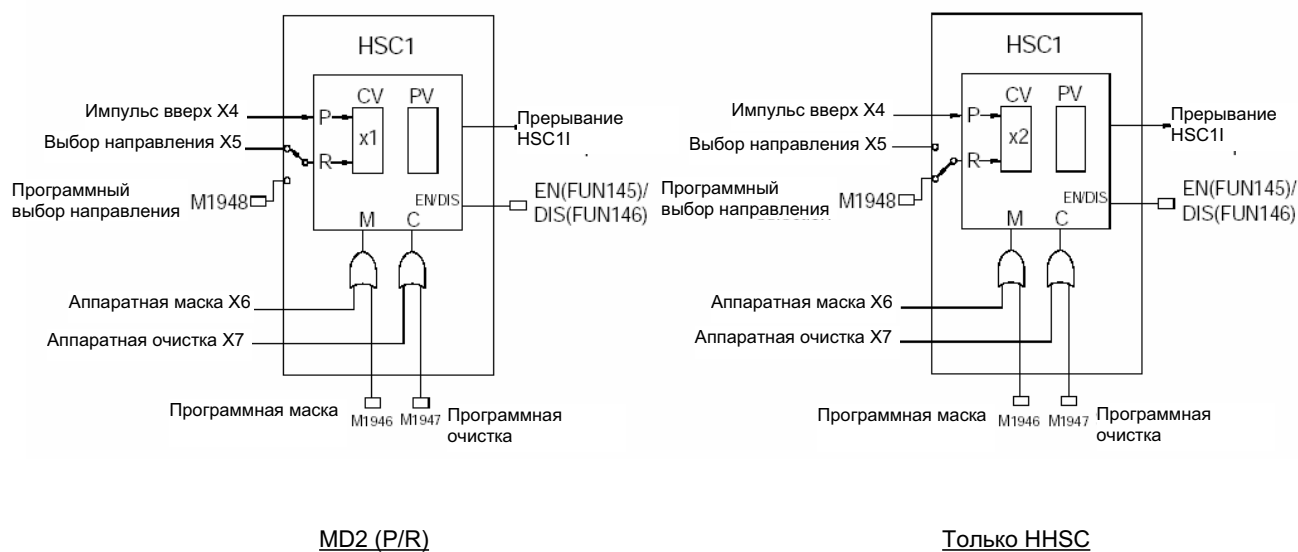 HSC1
CV PV
Импульс вверх X4
P
x1
Прерывание
HSC1I
Выбор направления X5
R
Программный
выбор направления
M1948
EN/DIS
EN(FUN145)/
DIS(FUN146)
M C
Аппаратная маска X6
Аппаратная очистка X7
Программная маска
M1946 M1947
Программная
очистка
MD2 (P/R)
HSC1
CV PV
Импульс вверх X4
P
x2
Прерывание
HSC1I
Выбор направления X5
R
Программный
выбор направления
M1948
EN/DIS
EN(FUN145)/
DIS(FUN146)
M C
Аппаратная маска X6
Аппаратная очистка X7
Программная маска
M1946 M1947
Программная
очистка
Только HHSC